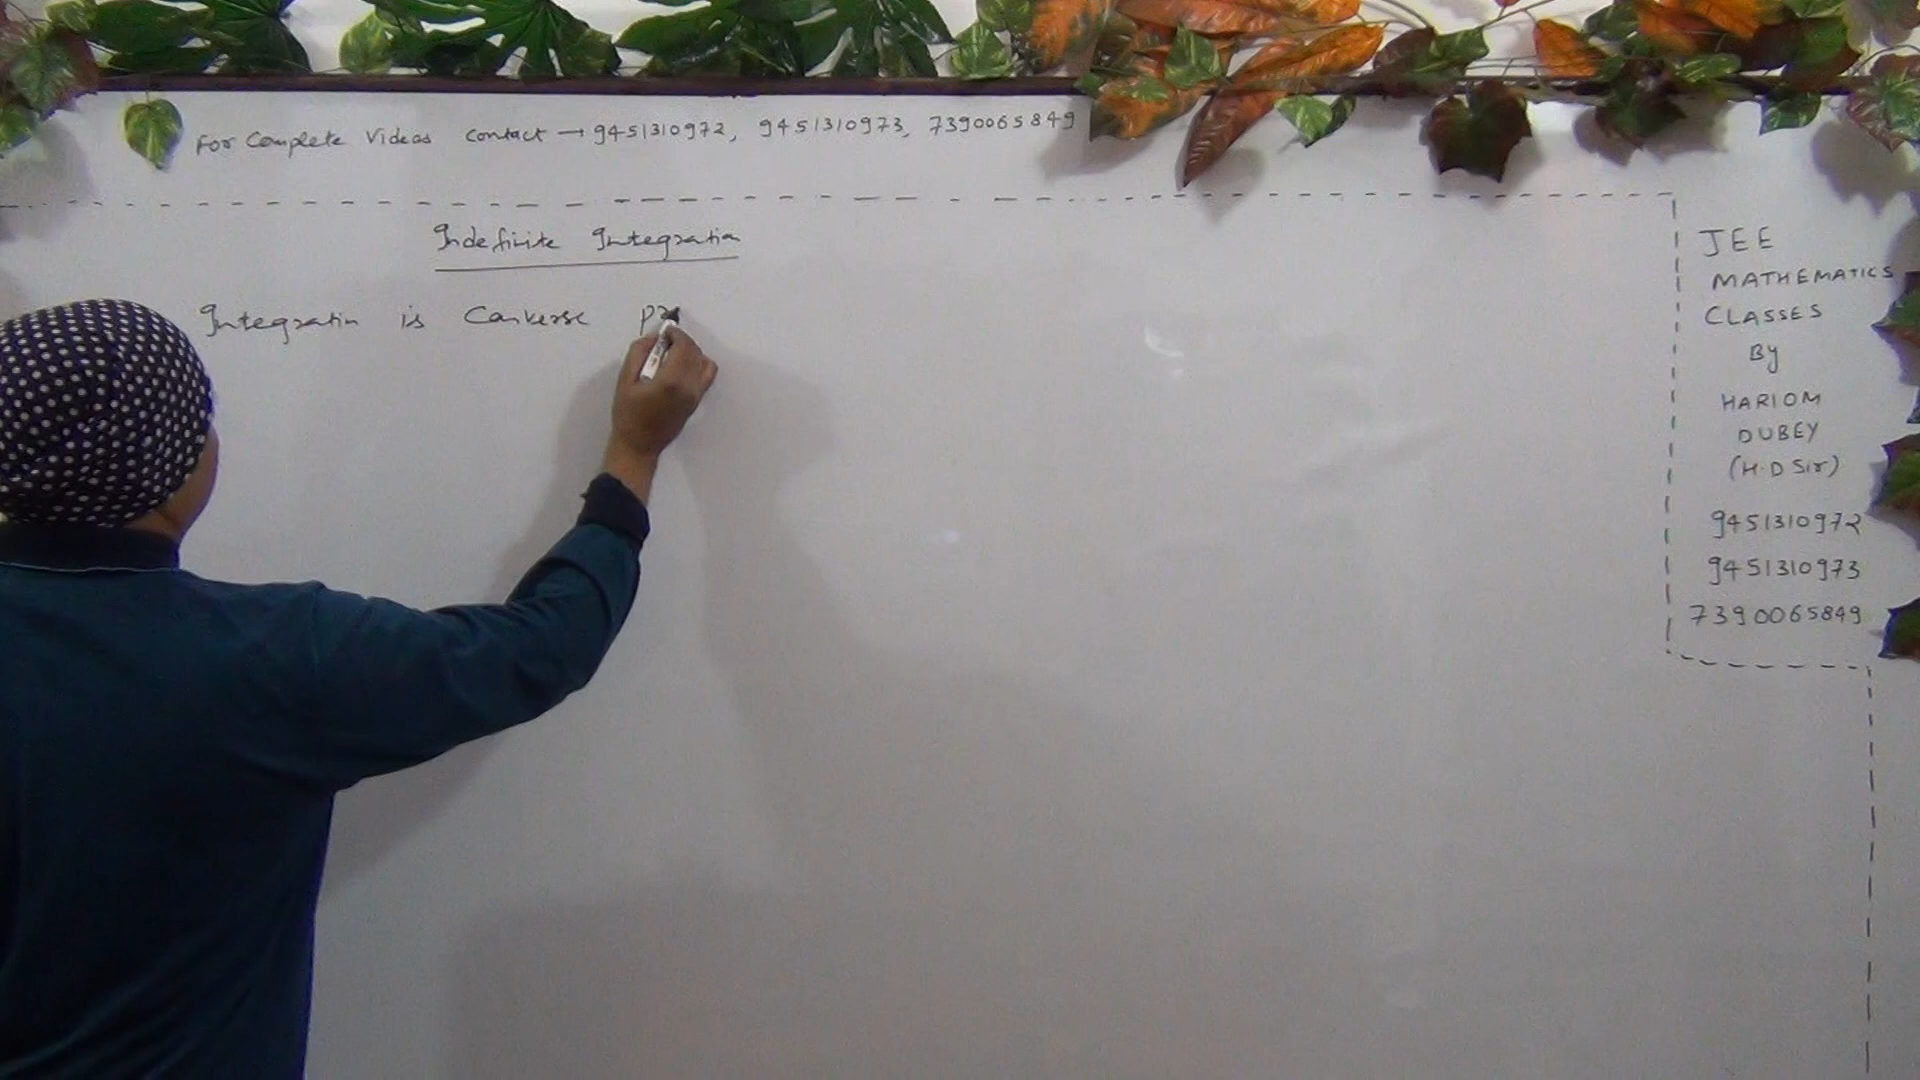 For Complete Videos Contact → 9451310972, 9451310973, 7390065849
Indefinite Integration
Integration is Converse pr
JEE
MATHEMATICS
CLASSES
By
HARIOM
DUBEY
(H.D Sir)
9451310972
9451310973
7390065849